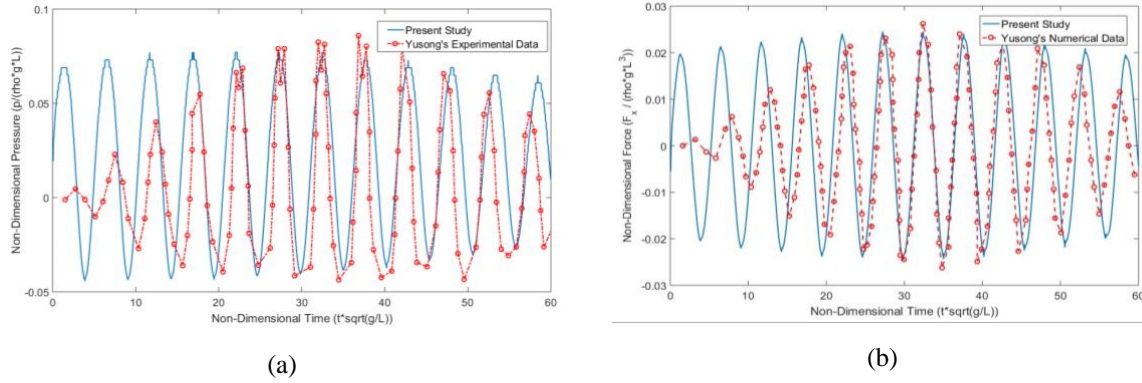 Present Study
Yusong's Experimental Data
Non-Dimensional Pressure (p/(rho*g*L))
0.1
0.05
0
-0.05
0
10
20
30
40
50
60
Non-Dimensional Time (t*sqrt(g/L))
(a)
Present Study
Yusong's Numerical Data
Non-Dimensional Force (F_x / (rho*g*L^3))
0.03
0.02
0.01
0
-0.01
-0.02
-0.03
0
10
20
30
40
50
60
Non-Dimensional Time (t*sqrt(g/L))
(b)